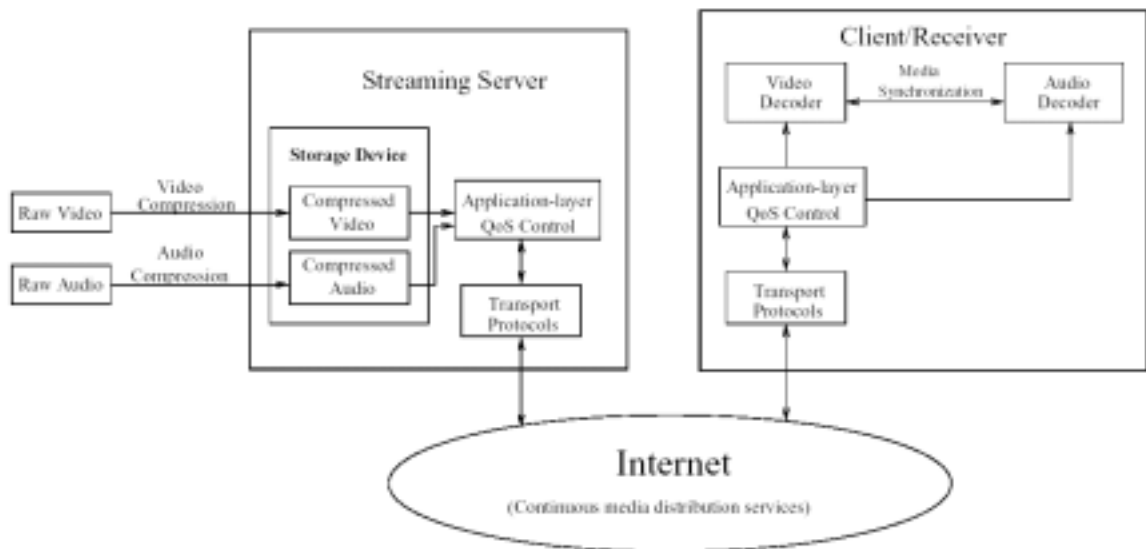 Streaming Server
Storage Device
Raw Video
Video
Compression
Compressed
Video
Application-layer
QoS Control
Raw Audio
Audio
Compression
Compressed
Audio
Transport
Protocols
Client/Receiver
Video
Decoder
Media
Synchronization
Audio
Decoder
Application-layer
QoS Control
Transport
Protocols
Internet
(Continuous media distribution services)